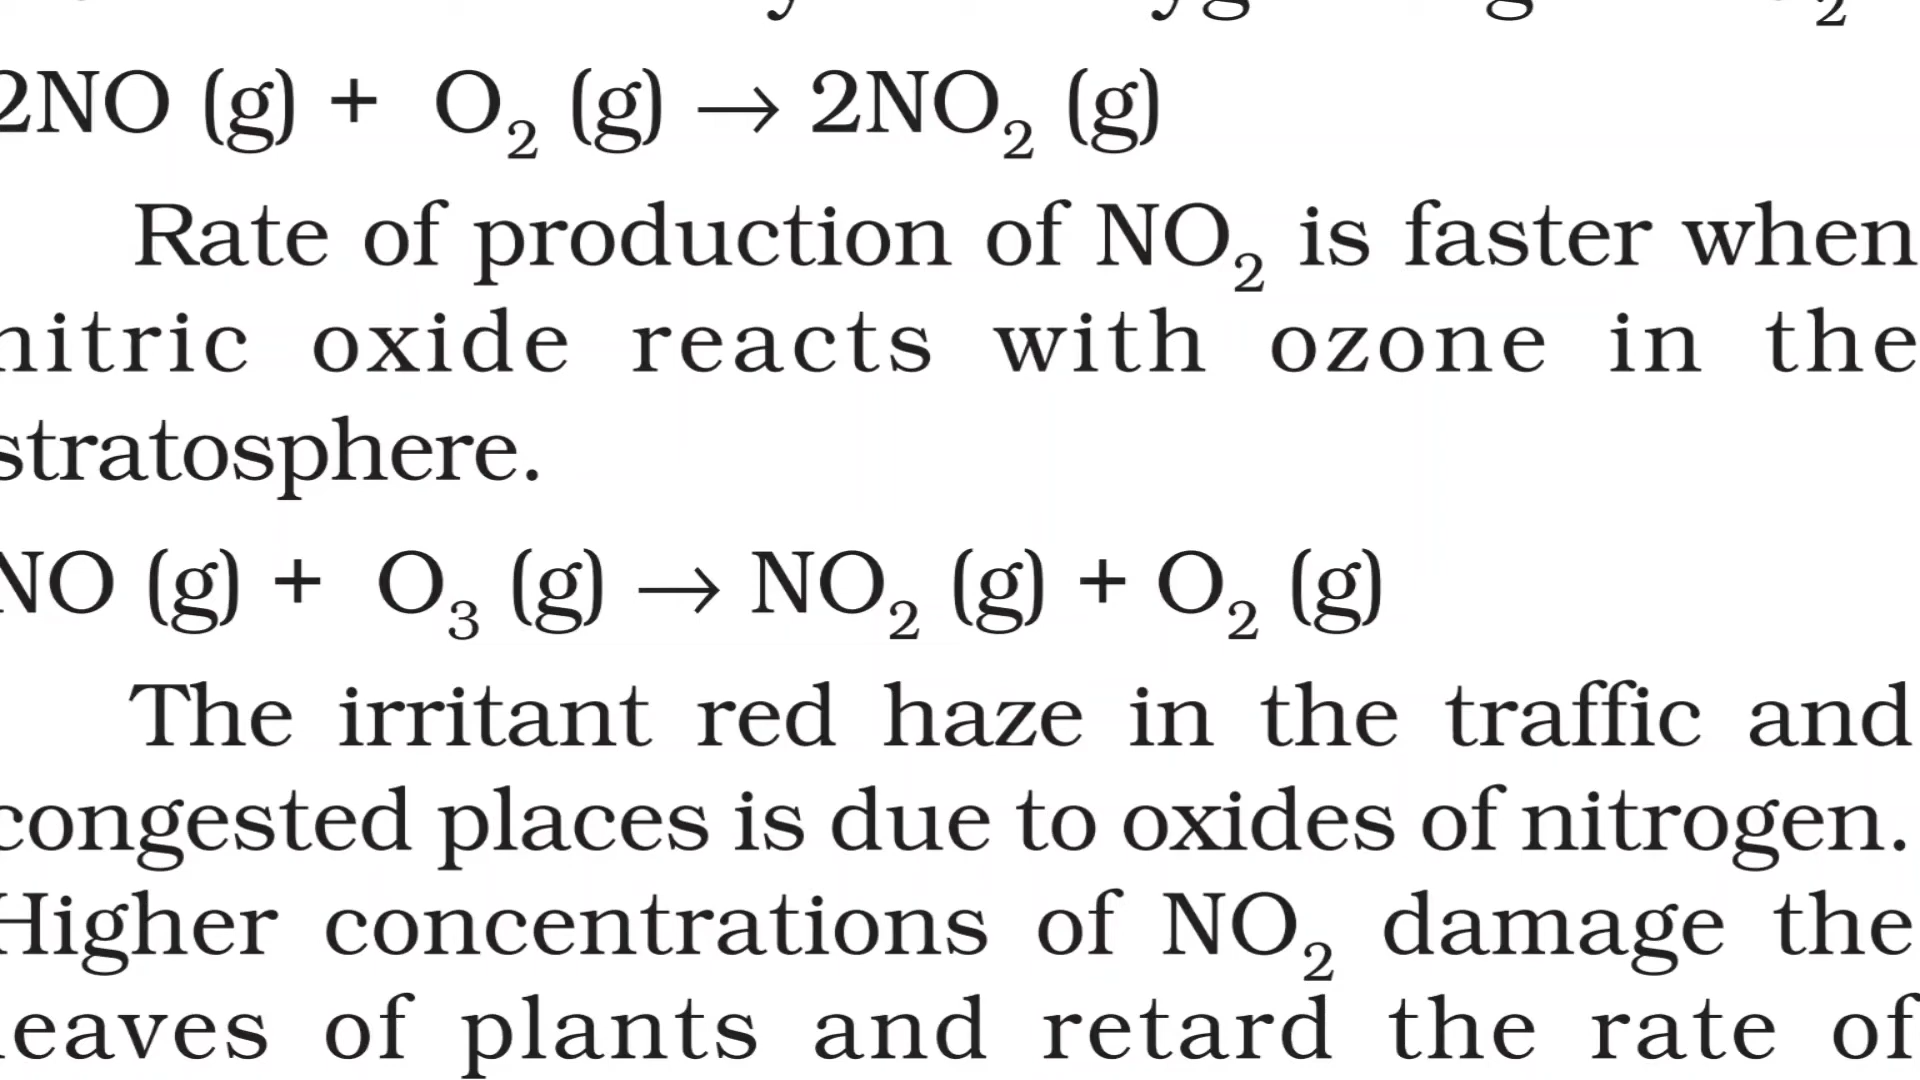 2NO (g) + O₂ (g) → 2NO₂ (g)
Rate of production of NO₂ is faster when
nitric oxide reacts with ozone in the
stratosphere.
NO (g) + O₃ (g) → NO₂ (g) + O₂ (g)
The irritant red haze in the traffic and
congested places is due to oxides of nitrogen.
Higher concentrations of NO₂ damage the
leaves of plants and retard the rate of